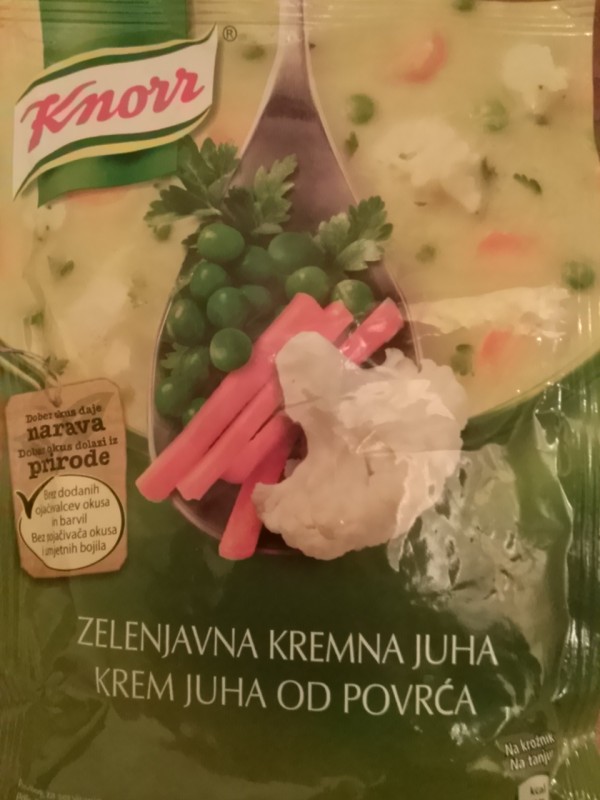 Knorr®
Dober okus daje
narava
Dobar okus dolazi iz
prirode
Brez dodanih
ojačevalcev okusa
in barvil
Bez pojačivača okusa
i umjetnih bojila
ZELENJAVNA KREMNA JUHA
KREM JUHA OD POVRĆA
Na krožnik
Na tanjur
kcal